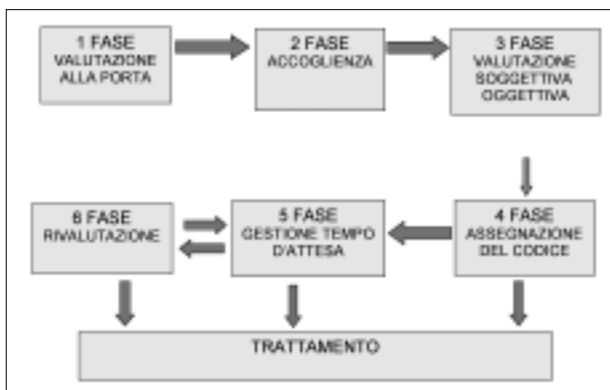 1 FASE
VALUTAZIONE
ALLA PORTA
2 FASE
ACCOGLIENZA
3 FASE
VALUTAZIONE
SOGGETTIVA
OGGETTIVA
4 FASE
ASSEGNAZIONE
DEL CODICE
5 FASE
GESTIONE TEMPO
D'ATTESA
6 FASE
RIVALUTAZIONE
TRATTAMENTO